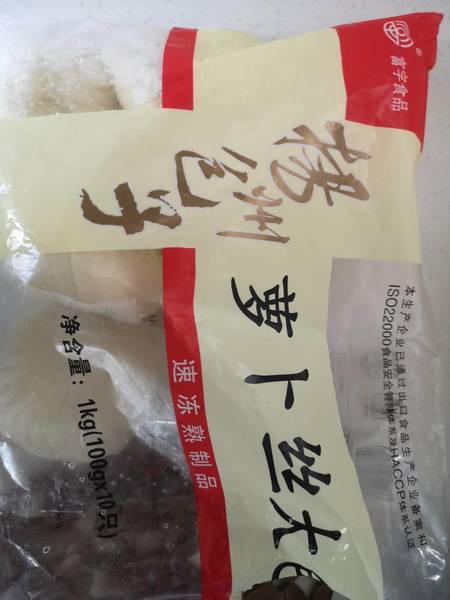 富宇食品
扬州
包子
萝卜丝大
本生产企业已通过出口食品生产企业备案和
ISO22000食品安全管理体系及HACCP体系认证
速冻熟制品
净含量：1kg(100gx10只)